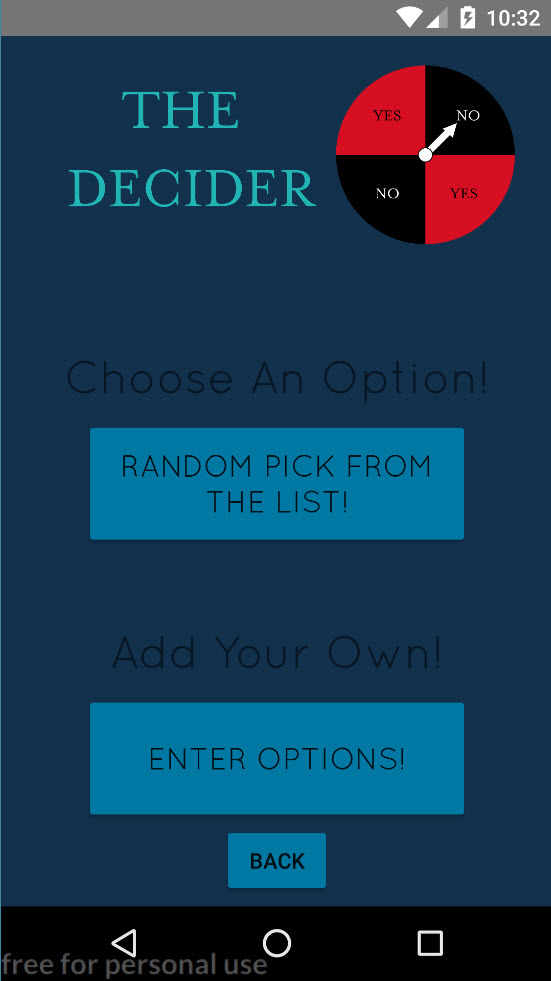 10:32
THE
DECIDER
YES
NO
NO
YES
Choose An Option!
RANDOM PICK FROM
THE LIST!
Add Your Own!
ENTER OPTIONS!
BACK
free for personal use